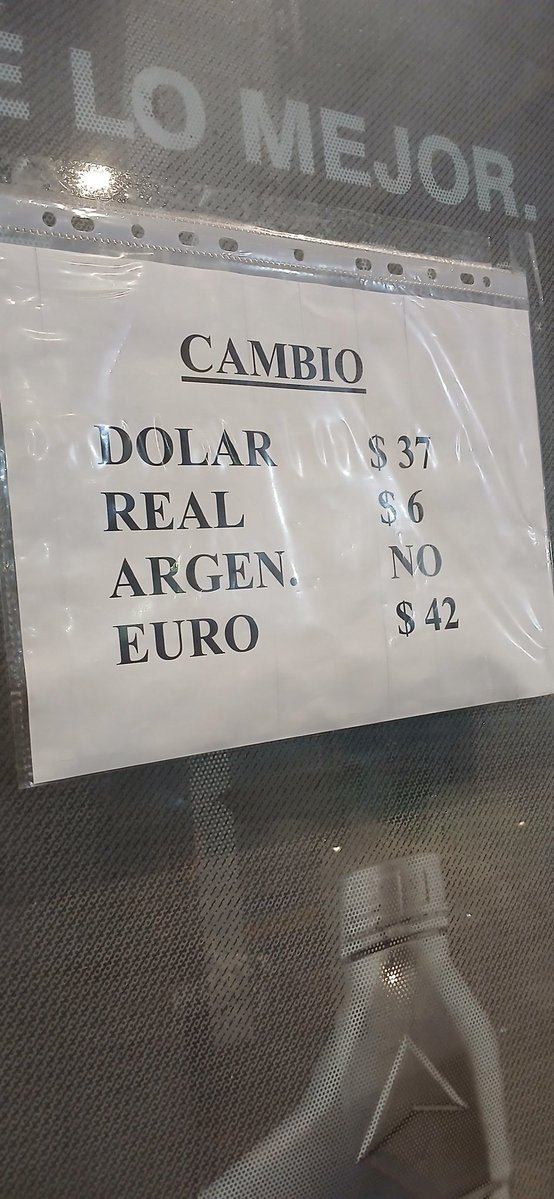 E LO MEJOR.
CAMBIO
DOLAR $ 37
REAL $ 6
ARGEN. NO
EURO $ 42